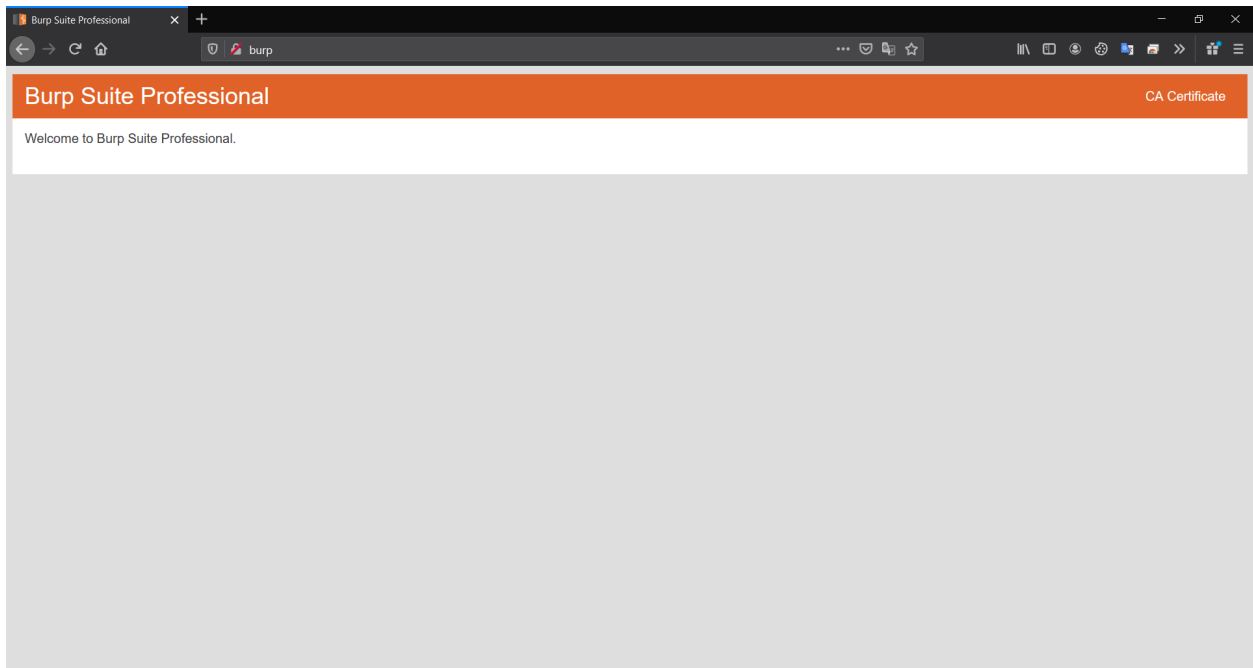 Burp Suite Professional
burp
Burp Suite Professional
CA Certificate
Welcome to Burp Suite Professional.